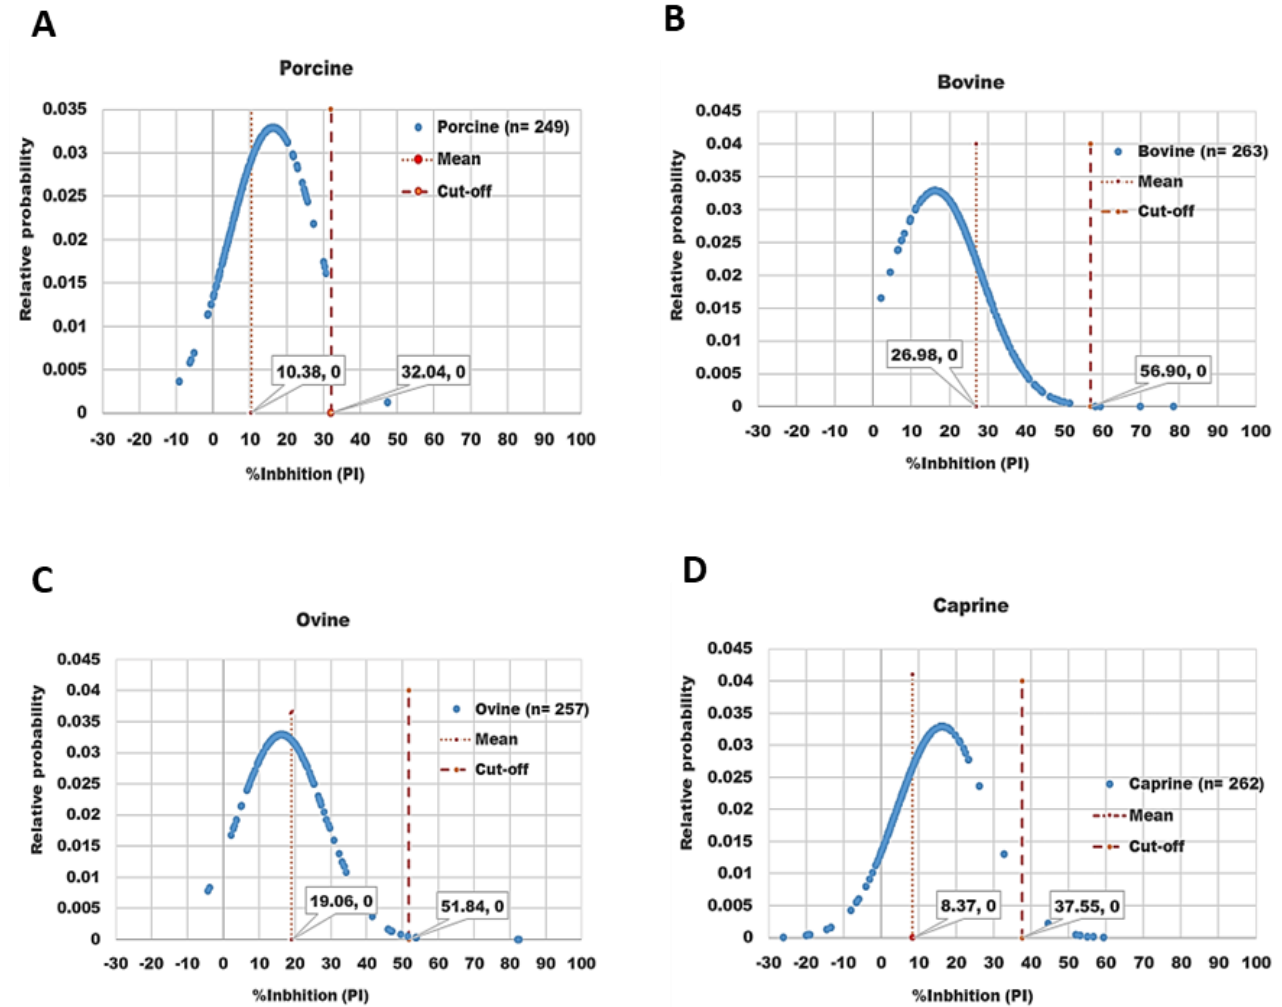 A
Porcine
0.035
0.03
0.025
0.02
0.015
0.01
0.005
0
Relative probability
Porcine (n= 249)
Mean
Cut-off
10.38, 0
32.04, 0
-30 -20 -10 0 10 20 30 40 50 60 70 80 90 100
%Inbhition (PI)
B
Bovine
0.045
0.04
0.035
0.03
0.025
0.02
0.015
0.01
0.005
0
Relative probability
Bovine (n= 263)
Mean
Cut-off
26.98, 0
56.90, 0
-30 -20 -10 0 10 20 30 40 50 60 70 80 90 100
%Inbhition (PI)
C
Ovine
0.045
0.04
0.035
0.03
0.025
0.02
0.015
0.01
0.005
0
Relative probability
Ovine (n= 257)
Mean
Cut-off
19.06, 0
51.84, 0
-30 -20 -10 0 10 20 30 40 50 60 70 80 90 100
%Inbhition (PI)
D
Caprine
0.045
0.04
0.035
0.03
0.025
0.02
0.015
0.01
0.005
0
Relative probability
Caprine (n= 262)
Mean
Cut-off
8.37, 0
37.55, 0
-30 -20 -10 0 10 20 30 40 50 60 70 80 90 100
%Inbhition (PI)